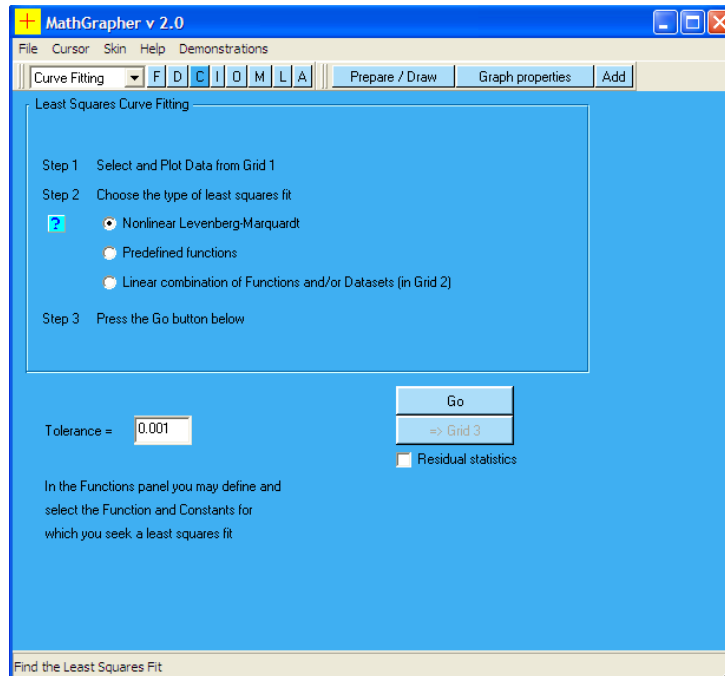 MathGrapher v 2.0
File Cursor Skin Help Demonstrations
Curve Fitting F D C I O M L A Prepare / Draw Graph properties Add
Least Squares Curve Fitting
Step 1 Select and Plot Data from Grid 1
Step 2 Choose the type of least squares fit
? Nonlinear Levenberg-Marquardt
Predefined functions
Linear combination of Functions and/or Datasets (in Grid 2)
Step 3 Press the Go button below
Go
Tolerance = 0.001
=> Grid 3
Residual statistics
In the Functions panel you may define and
select the Function and Constants for
which you seek a least squares fit
Find the Least Squares Fit